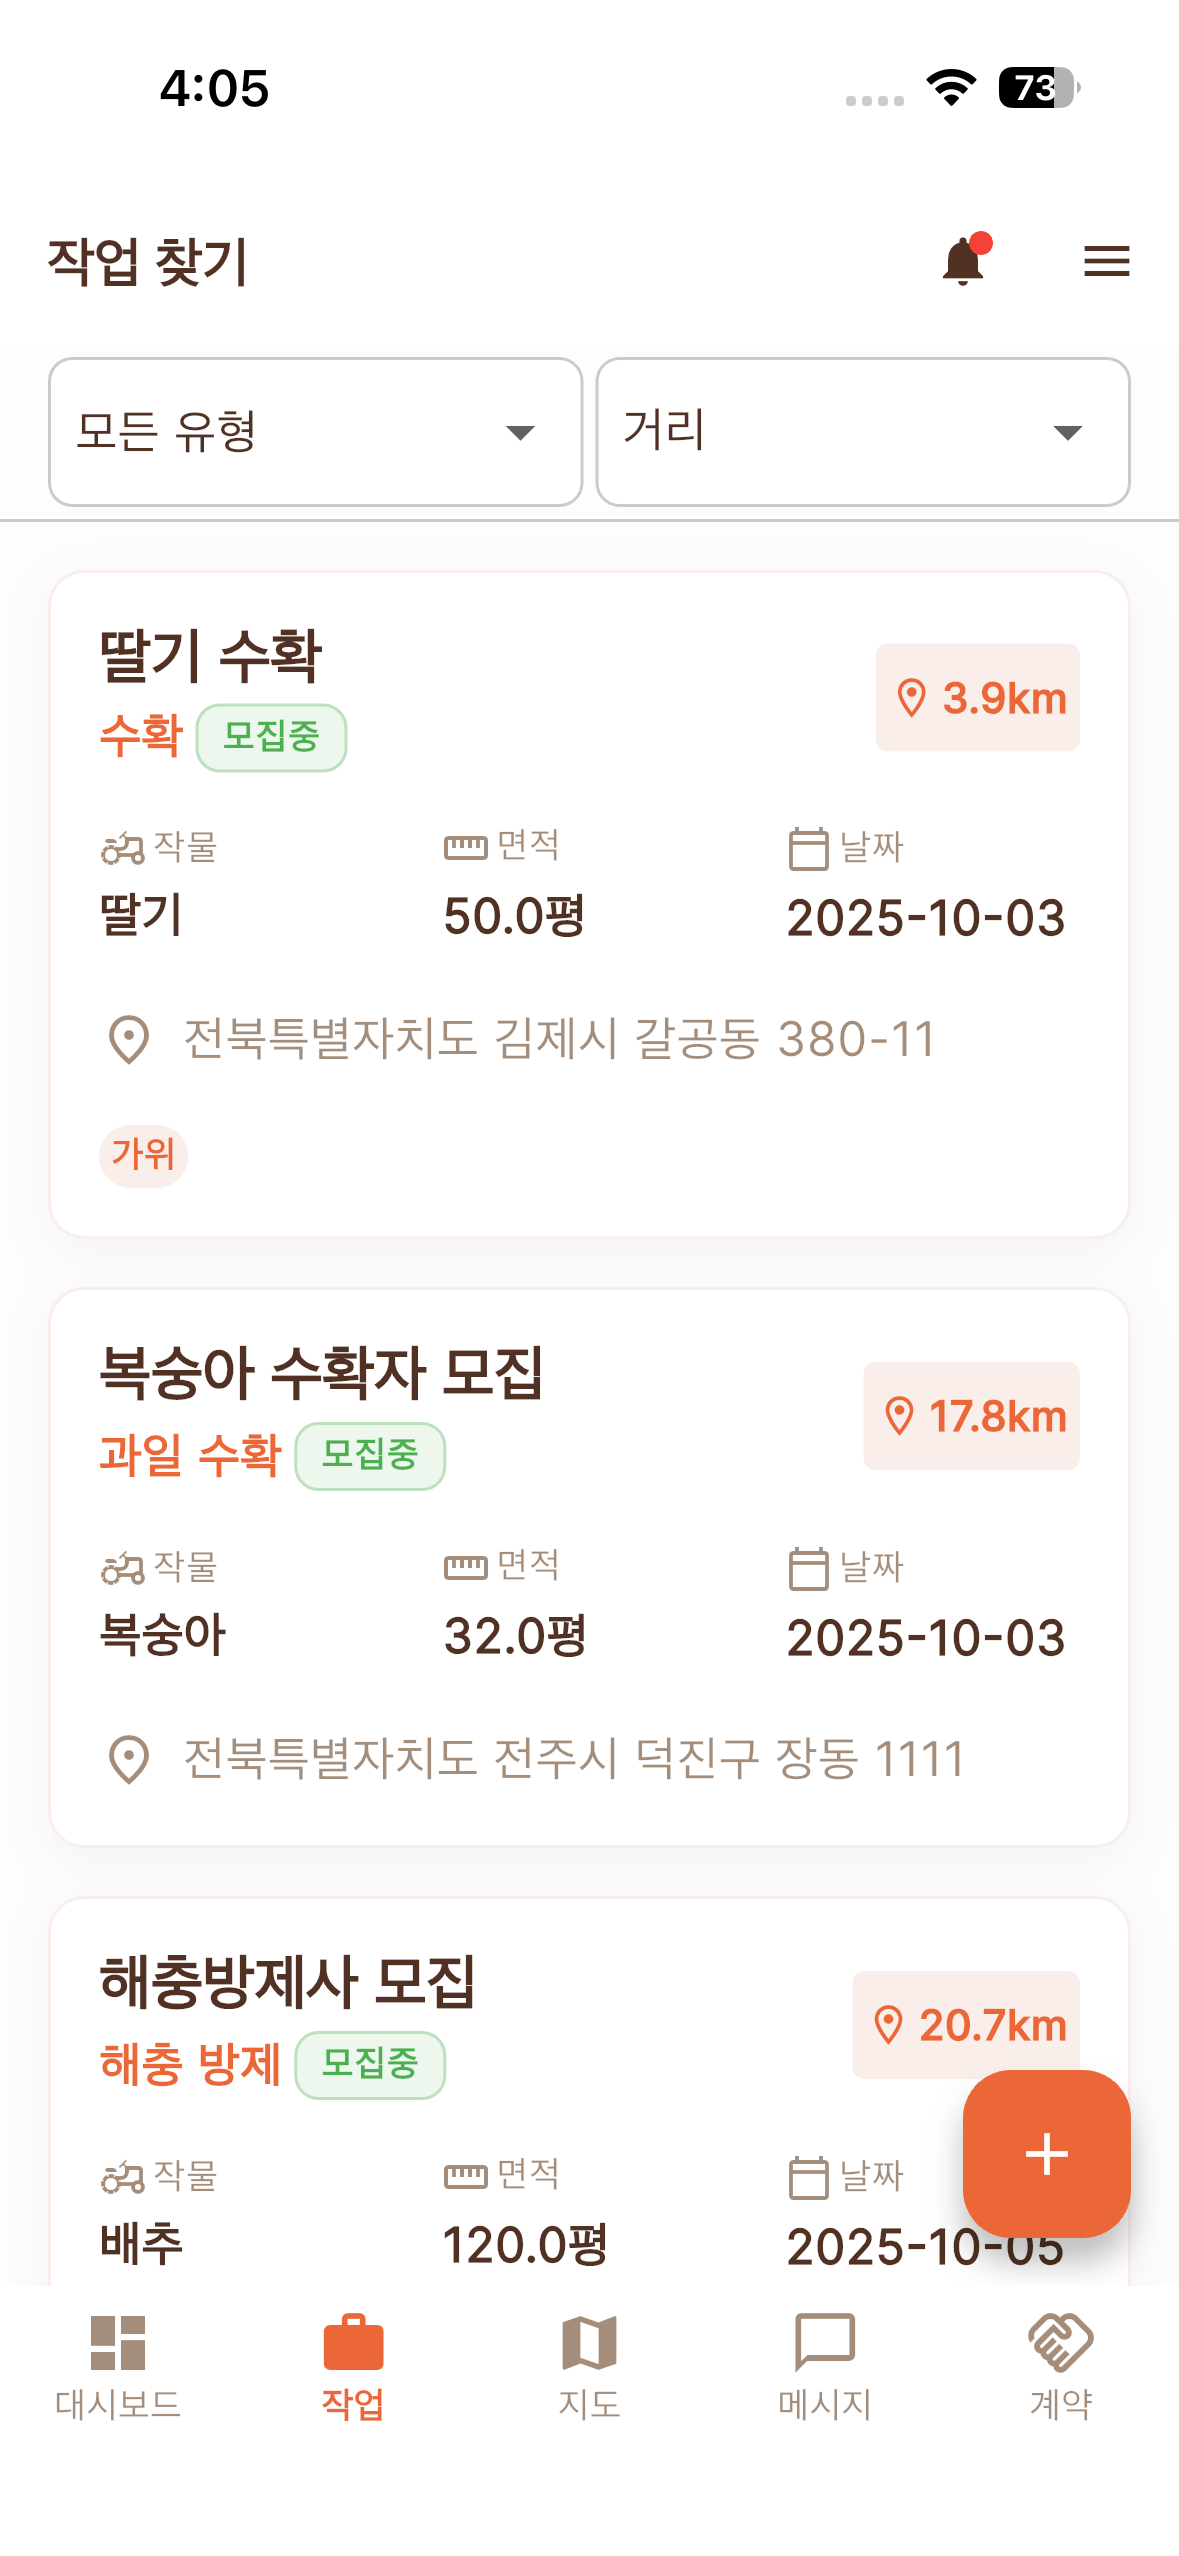 4:05
73
작업 찾기
모든 유형
거리
딸기 수확
수확 모집중
3.9km
작물 면적 날짜
딸기 50.0평 2025-10-03
전북특별자치도 김제시 갈공동 380-11
가위
복숭아 수확자 모집
과일 수확 모집중
17.8km
작물 면적 날짜
복숭아 32.0평 2025-10-03
전북특별자치도 전주시 덕진구 장동 1111
해충방제사 모집
해충 방제 모집중
20.7km
작물 면적 날짜
배추 120.0평 2025-10-05
대시보드 작업 지도 메시지 계약